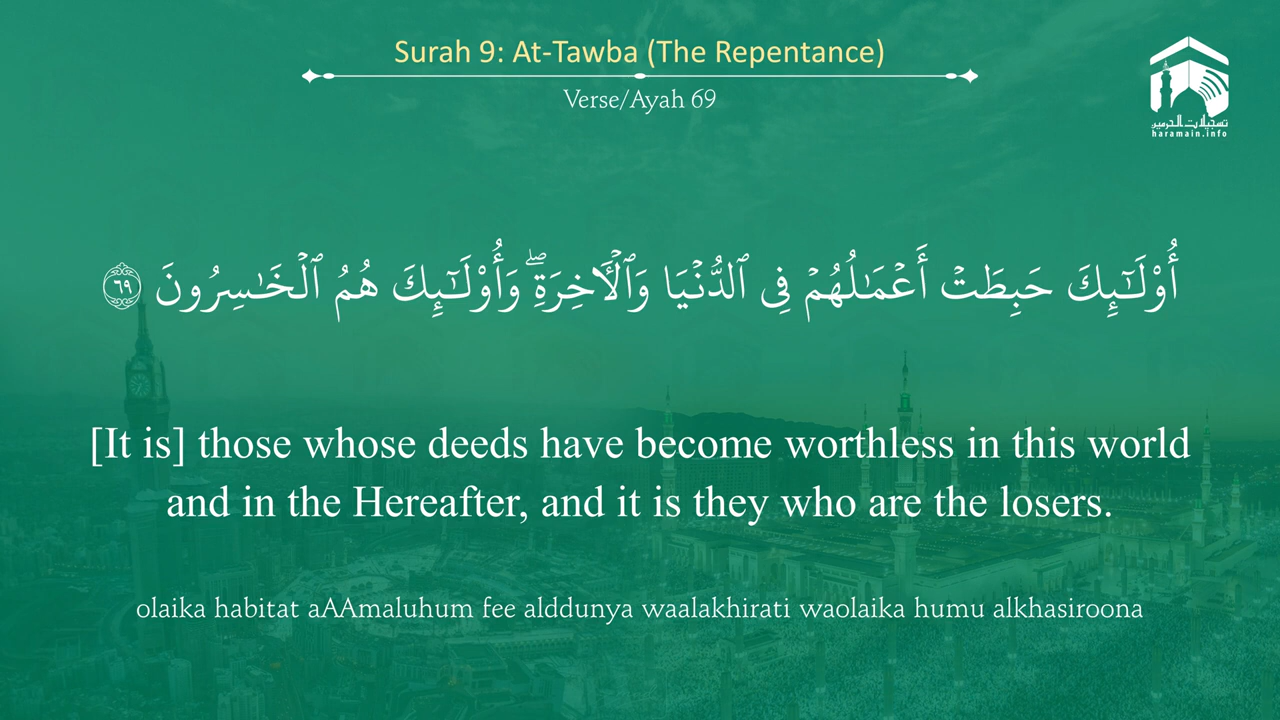 Surah 9: At-Tawba (The Repentance)
Verse/Ayah 69
تسجيلات الحرمين
haramain.info
أُو۟لَـٰٓئِكَ حَبِطَتْ أَعْمَـٰلُهُمْ فِى ٱلدُّنْيَا وَٱلْـَٔاخِرَةِ ۖ وَأُو۟لَـٰٓئِكَ هُمُ ٱلْخَـٰسِرُونَ ٦٩
[It is] those whose deeds have become worthless in this world
and in the Hereafter, and it is they who are the losers.
olaika habitat aAAmaluhum fee alddunya waalakhirati waolaika humu alkhasiroona